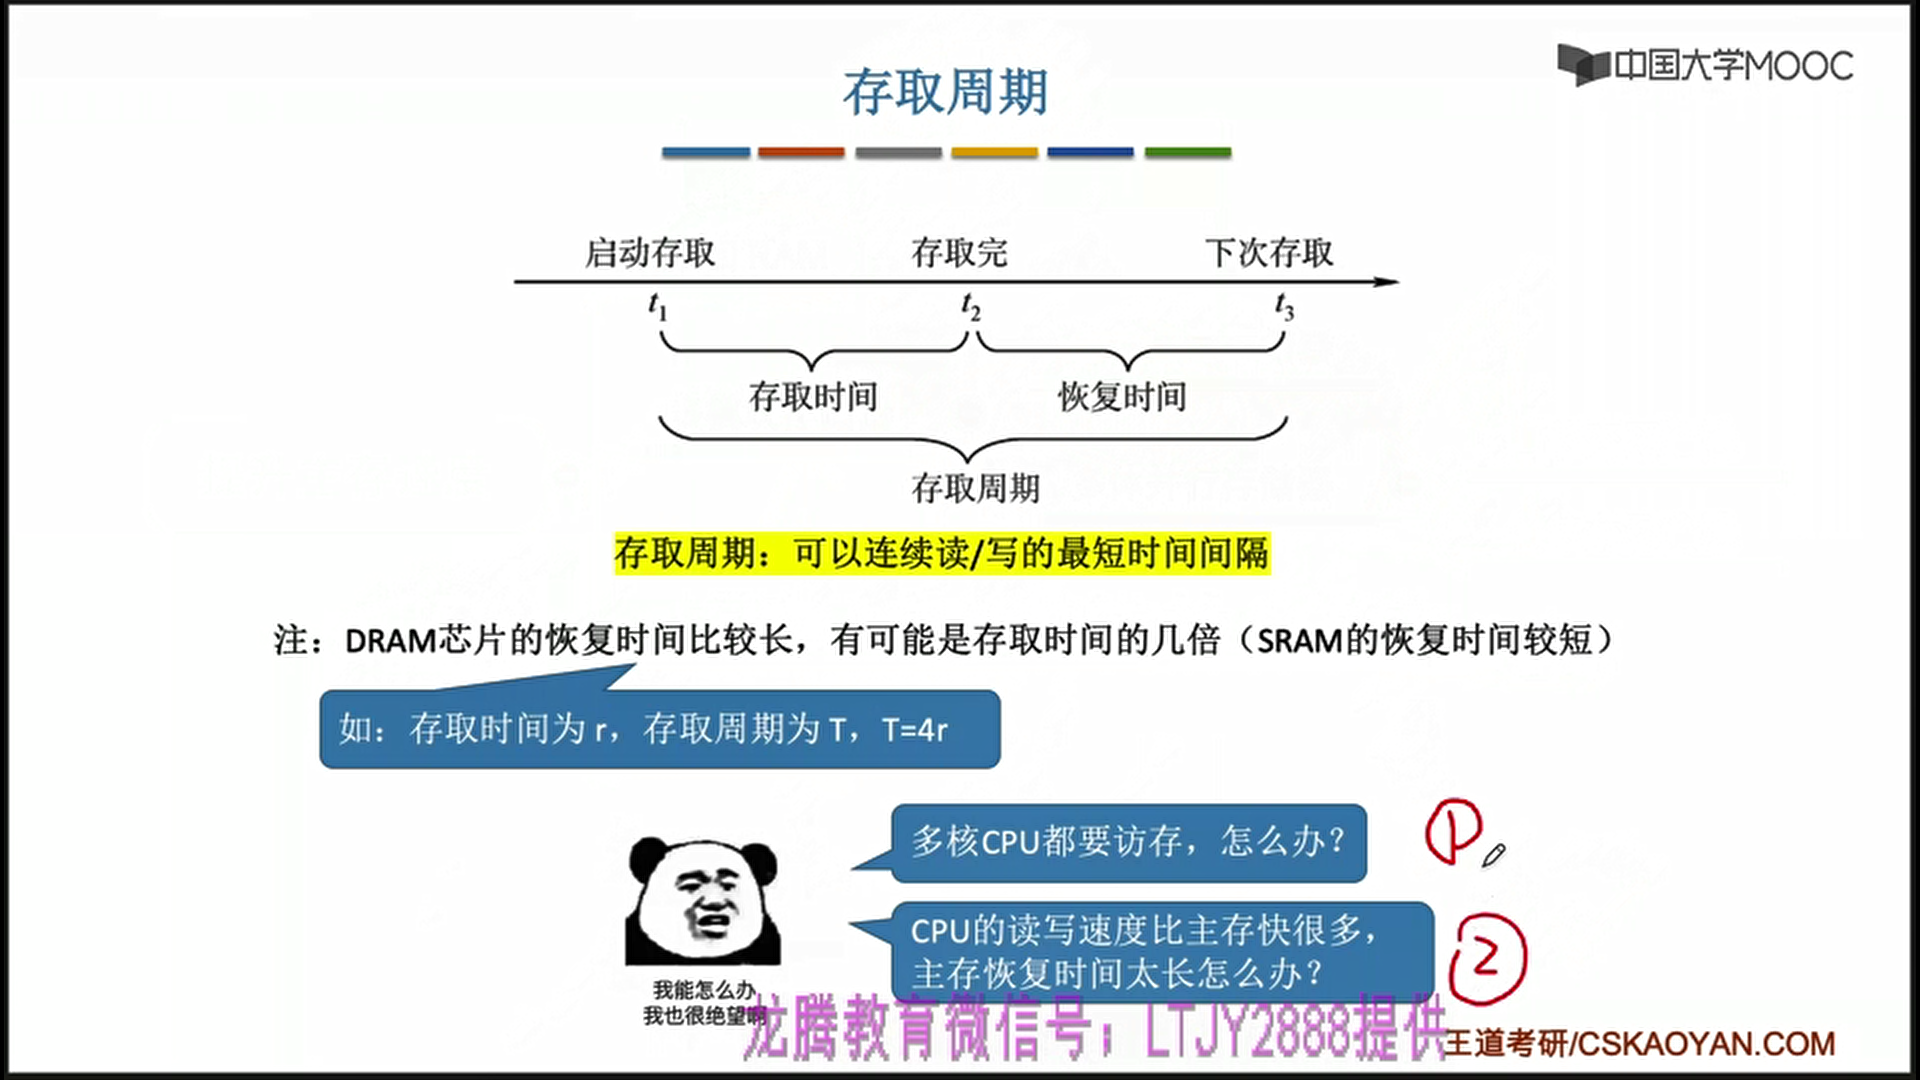 存取周期
中国大学MOOC
启动存取 存取完 下次存取
t1 t2 t3
存取时间 恢复时间
存取周期
存取周期：可以连续读/写的最短时间间隔
注：DRAM芯片的恢复时间比较长，有可能是存取时间的几倍（SRAM的恢复时间较短）
如：存取时间为 r，存取周期为 T，T=4r
多核CPU都要访存，怎么办？
①
CPU的读写速度比主存快很多，
主存恢复时间太长怎么办？
②
我能怎么办
我也很绝望啊
龙腾教育微信号：LTJY2888提供
王道考研/CSKAOYAN.COM